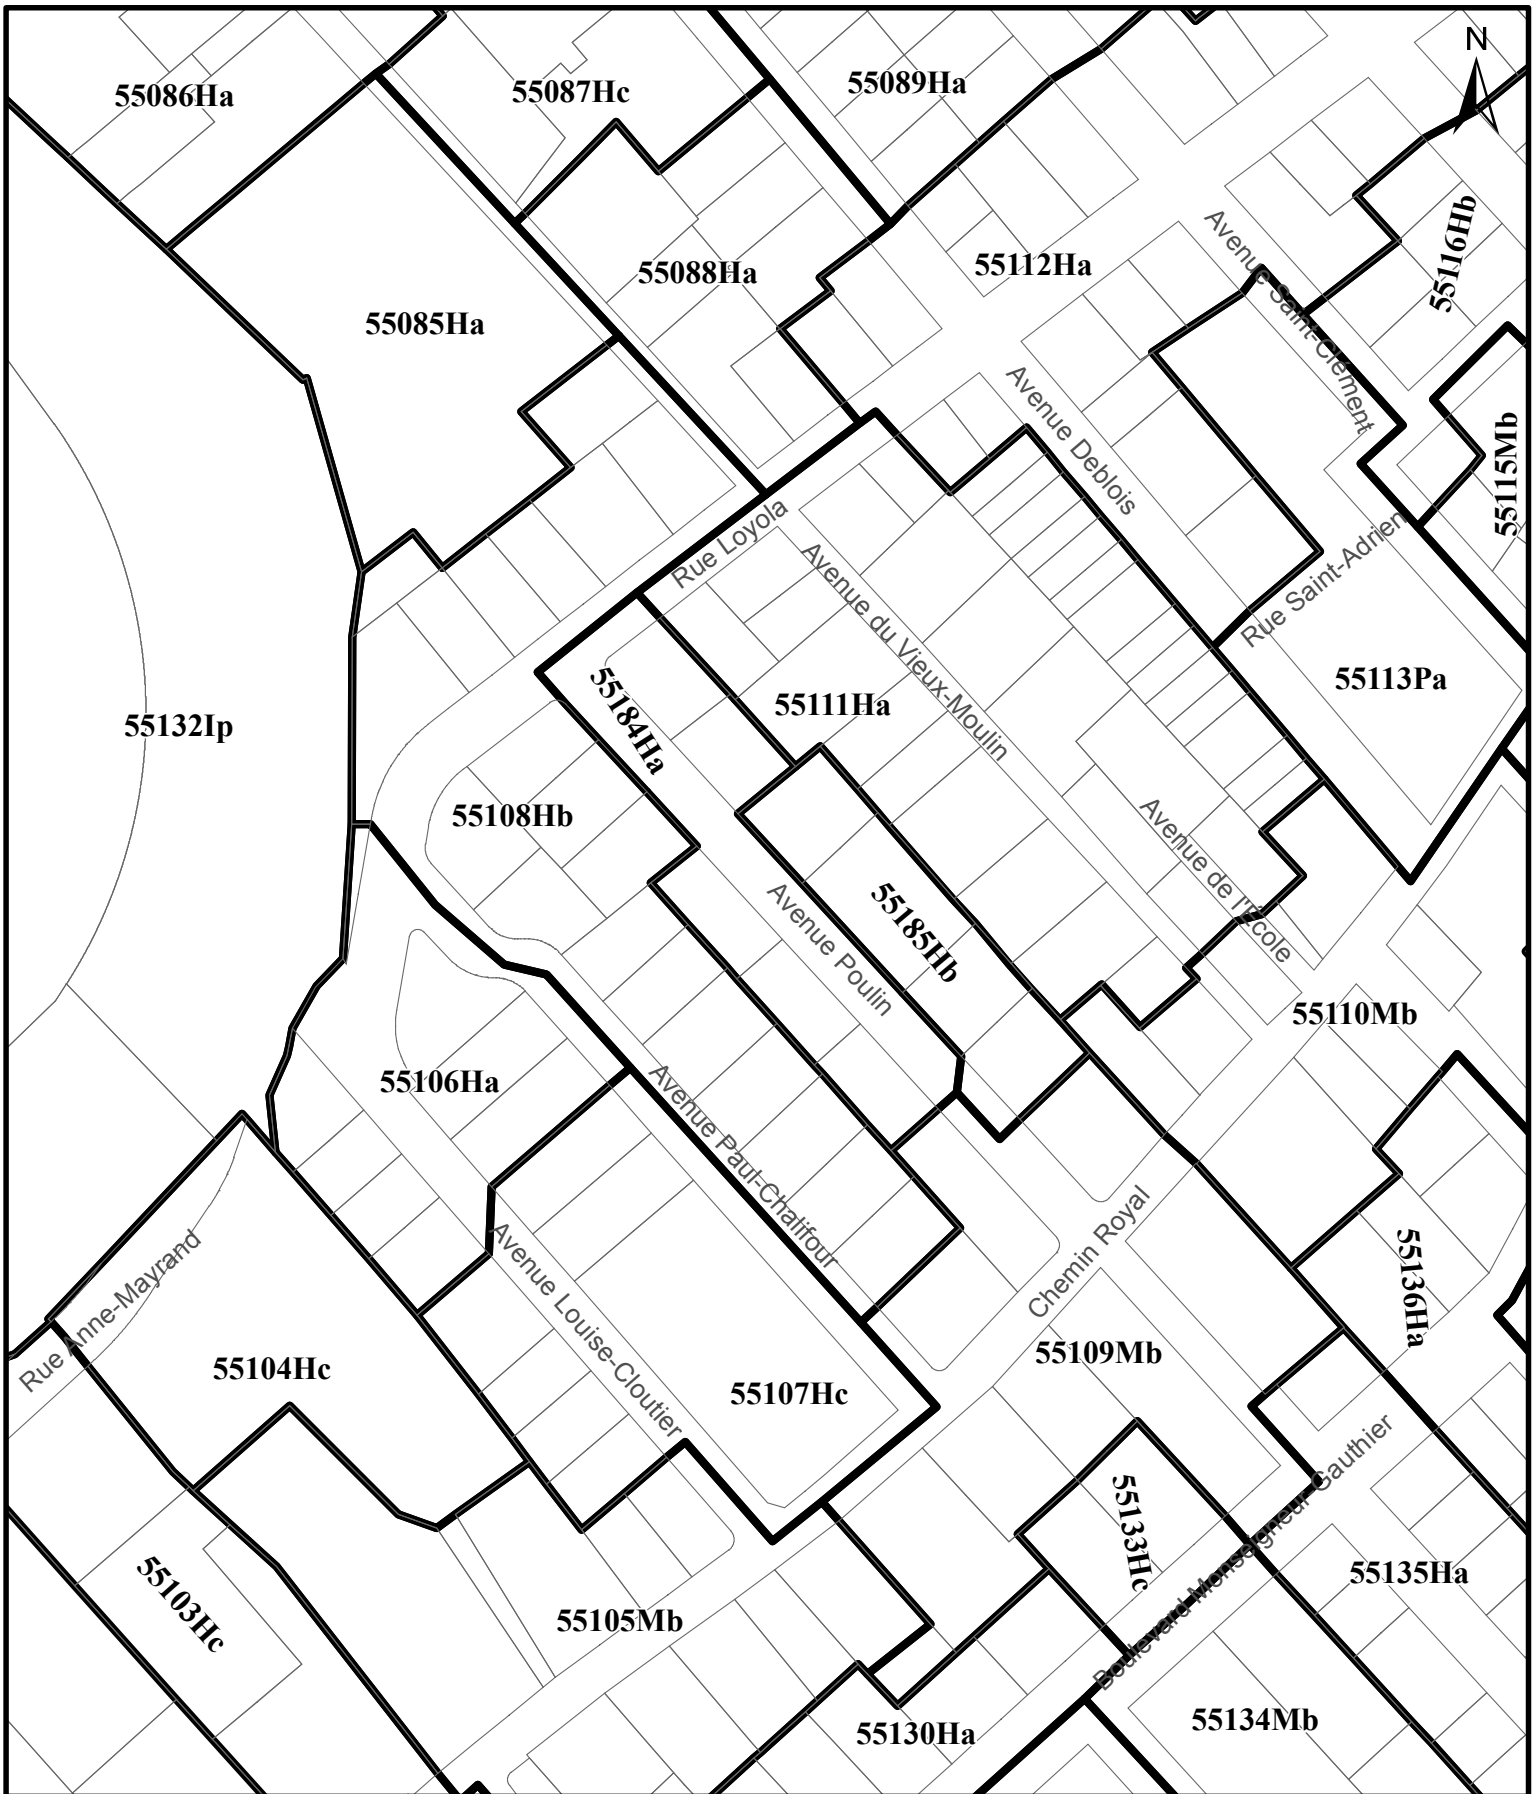 N
55086Ha
55087Hc
55089Ha
55116Hb
55112Ha
55088Ha
Avenue Saint-Clément
55085Ha
Avenue Deblois
55115Mb
Rue Loyola
Rue Saint-Adrien
Avenue du Vieux-Moulin
55113Pa
55184Ha
55111Ha
55132Ip
55108Hb
Avenue de l'École
55185Hb
Avenue Poulin
55110Mb
55106Ha
Avenue Paul-Chalifour
Chemin Royal
55136Ha
Rue Anne-Mayrand
Avenue Louise-Cloutier
55109Mb
55104Hc
55107Hc
55133Hc
Boulevard Monseigneur Gauthier
55135Ha
55103Hc
55105Mb
55134Mb
55130Ha